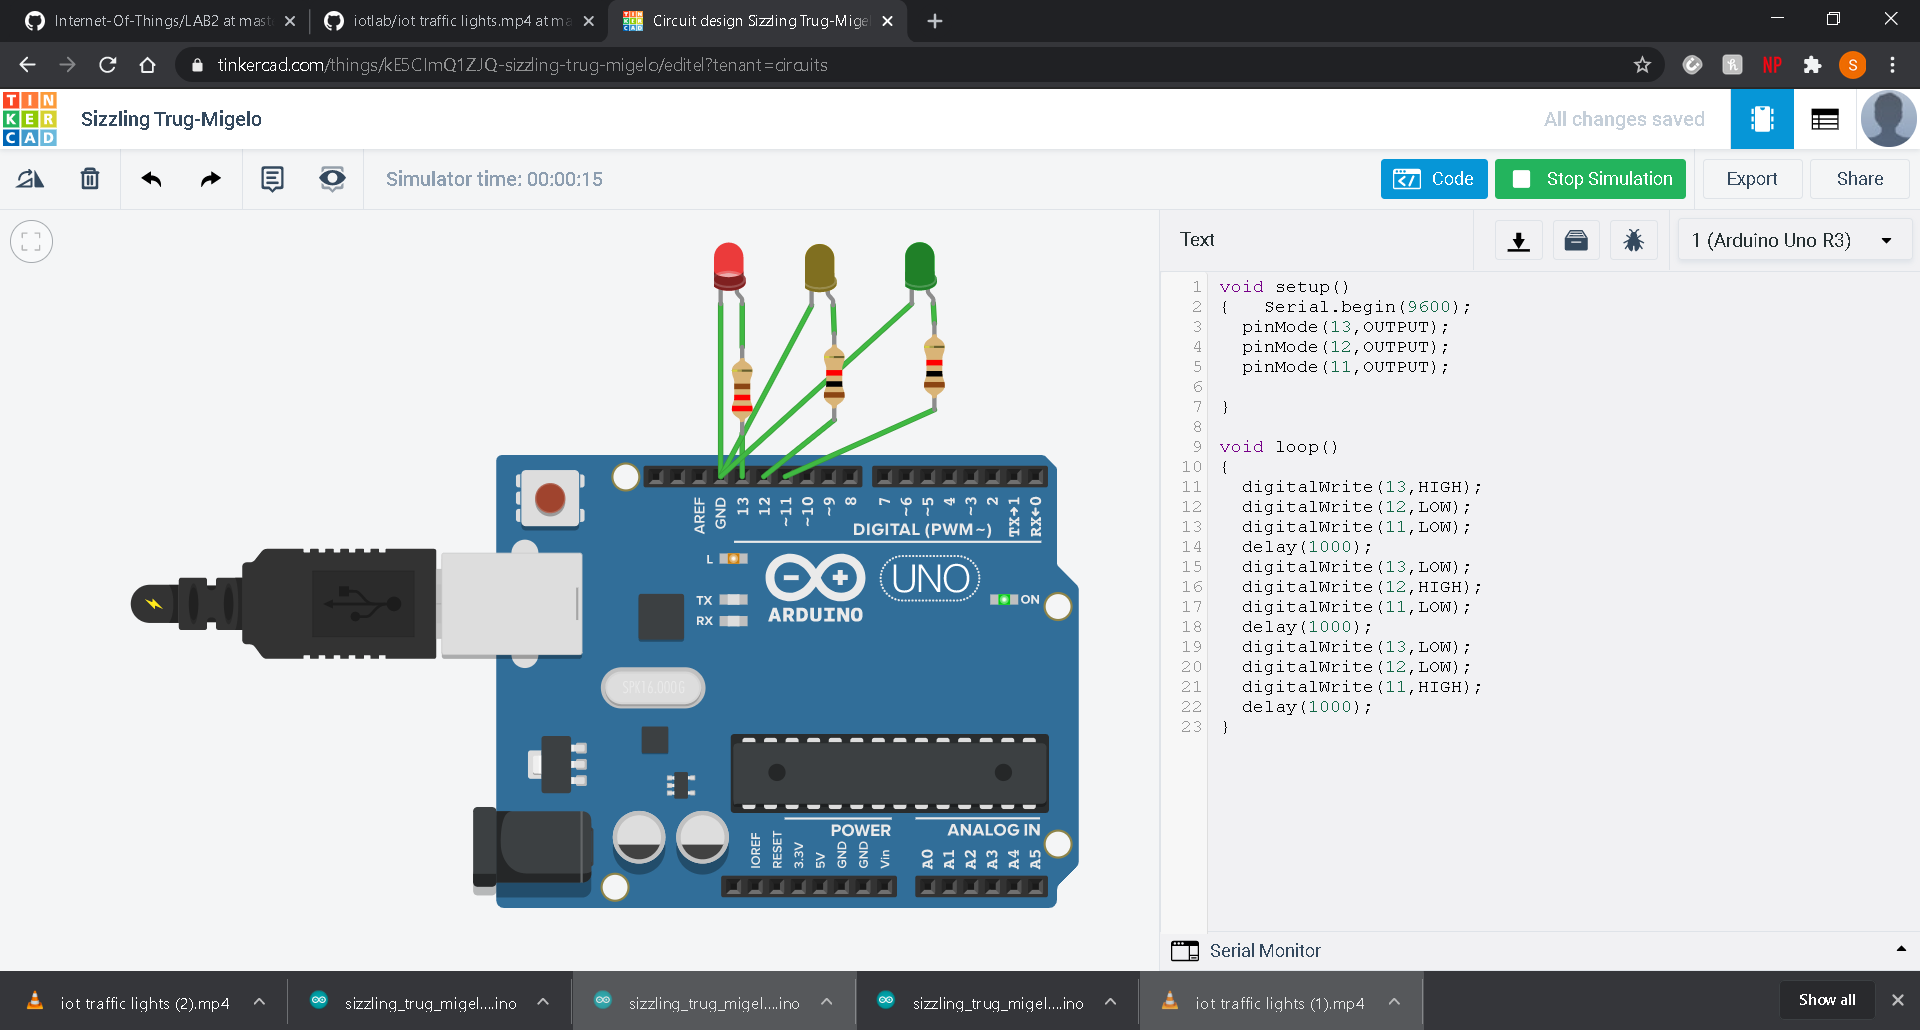 Internet-Of-Things/LAB2 at mast
iotlab/iot traffic lights.mp4 at ma
Circuit design Sizzling Trug-Mige
tinkercad.com/things/kE5CImQ1ZJQ-sizzling-trug-migelo/editel?tenant=circuits
NP
S
TIN
KER
CAD
Sizzling Trug-Migelo
All changes saved
Simulator time: 00:00:15
Code
Stop Simulation
Export
Share
Text
1 (Arduino Uno R3)
1 void setup()
2 {   Serial.begin(9600);
3   pinMode(13,OUTPUT);
4   pinMode(12,OUTPUT);
5   pinMode(11,OUTPUT);
6
7 }
8
9 void loop()
10 {
11   digitalWrite(13,HIGH);
12   digitalWrite(12,LOW);
13   digitalWrite(11,LOW);
14   delay(1000);
15   digitalWrite(13,LOW);
16   digitalWrite(12,HIGH);
17   digitalWrite(11,LOW);
18   delay(1000);
19   digitalWrite(13,LOW);
20   digitalWrite(12,LOW);
21   digitalWrite(11,HIGH);
22   delay(1000);
23 }
AREF GND 13 12 ~11 ~10 ~9 8 7 ~6 ~5 4 ~3 2 TX→1 RX←0
DIGITAL (PWM~)
L
TX
RX
UNO
ON
ARDUINO
SPK16.000G
POWER
ANALOG IN
IOREF RESET 3.3V 5V GND GND Vin A0 A1 A2 A3 A4 A5
Serial Monitor
iot traffic lights (2).mp4
sizzling_trug_migel....ino
sizzling_trug_migel....ino
sizzling_trug_migel....ino
iot traffic lights (1).mp4
Show all